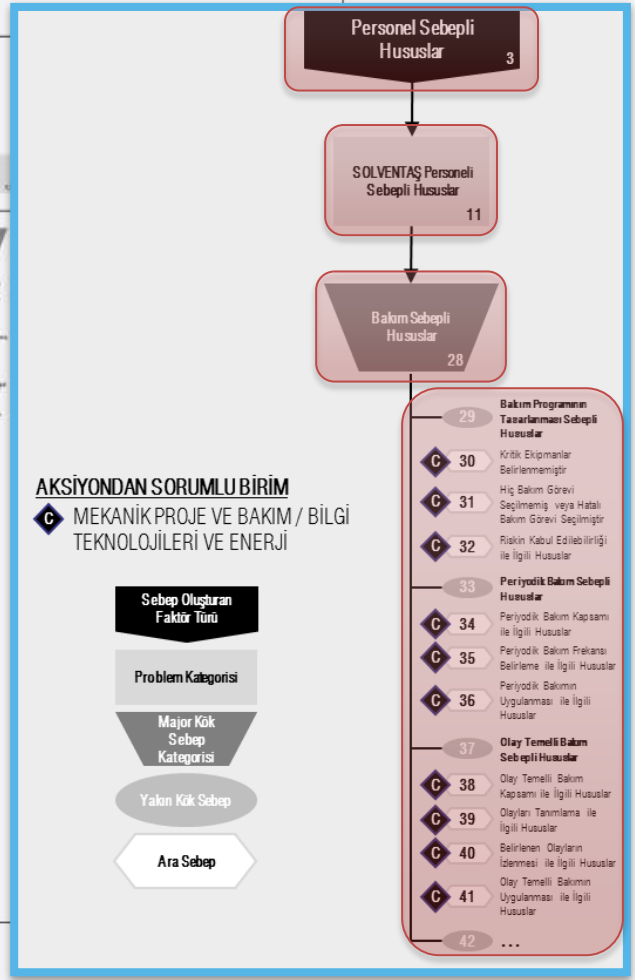 Personel Sebepli
Hususlar
3
SOLVENTAŞ Personeli
Sebepli Hususlar
11
Bakım Sebepli
Hususlar
28
29
Bakım Programının
Tasarlanması Sebepli
Hususlar
C 30
Kritik Ekipmanlar
Belirlenmemiştir
C 31
Hiç Bakım Görevi
Seçilmemiş veya Hatalı
Bakım Görevi Seçilmiştir
C 32
Riskin Kabul Edilebilirliği
ile İlgili Hususlar
33
Periyodik Bakım Sebepli
Hususlar
C 34
Periyodik Bakım Kapsamı
ile İlgili Hususlar
C 35
Periyodik Bakım Frekansı
Belirleme ile İlgili Hususlar
C 36
Periyodik Bakımın
Uygulanması ile İlgili
Hususlar
37
Olay Temelli Bakım
Sebepli Hususlar
C 38
Olay Temelli Bakım
Kapsamı ile İlgili Hususlar
C 39
Olayları Tanımlama ile
İlgili Hususlar
C 40
Belirlenen Olayların
İzlenmesi ile İlgili Hususlar
C 41
Olay Temelli Bakımın
Uygulanması ile İlgili
Hususlar
42 ...
AKSİYONDAN SORUMLU BİRİM
C MEKANİK PROJE VE BAKIM / BİLGİ
TEKNOLOJİLERİ VE ENERJİ
Sebep Oluşturan
Faktör Türü
Problem Kategorisi
Major Kök
Sebep
Kategorisi
Yakın Kök Sebep
Ara Sebep